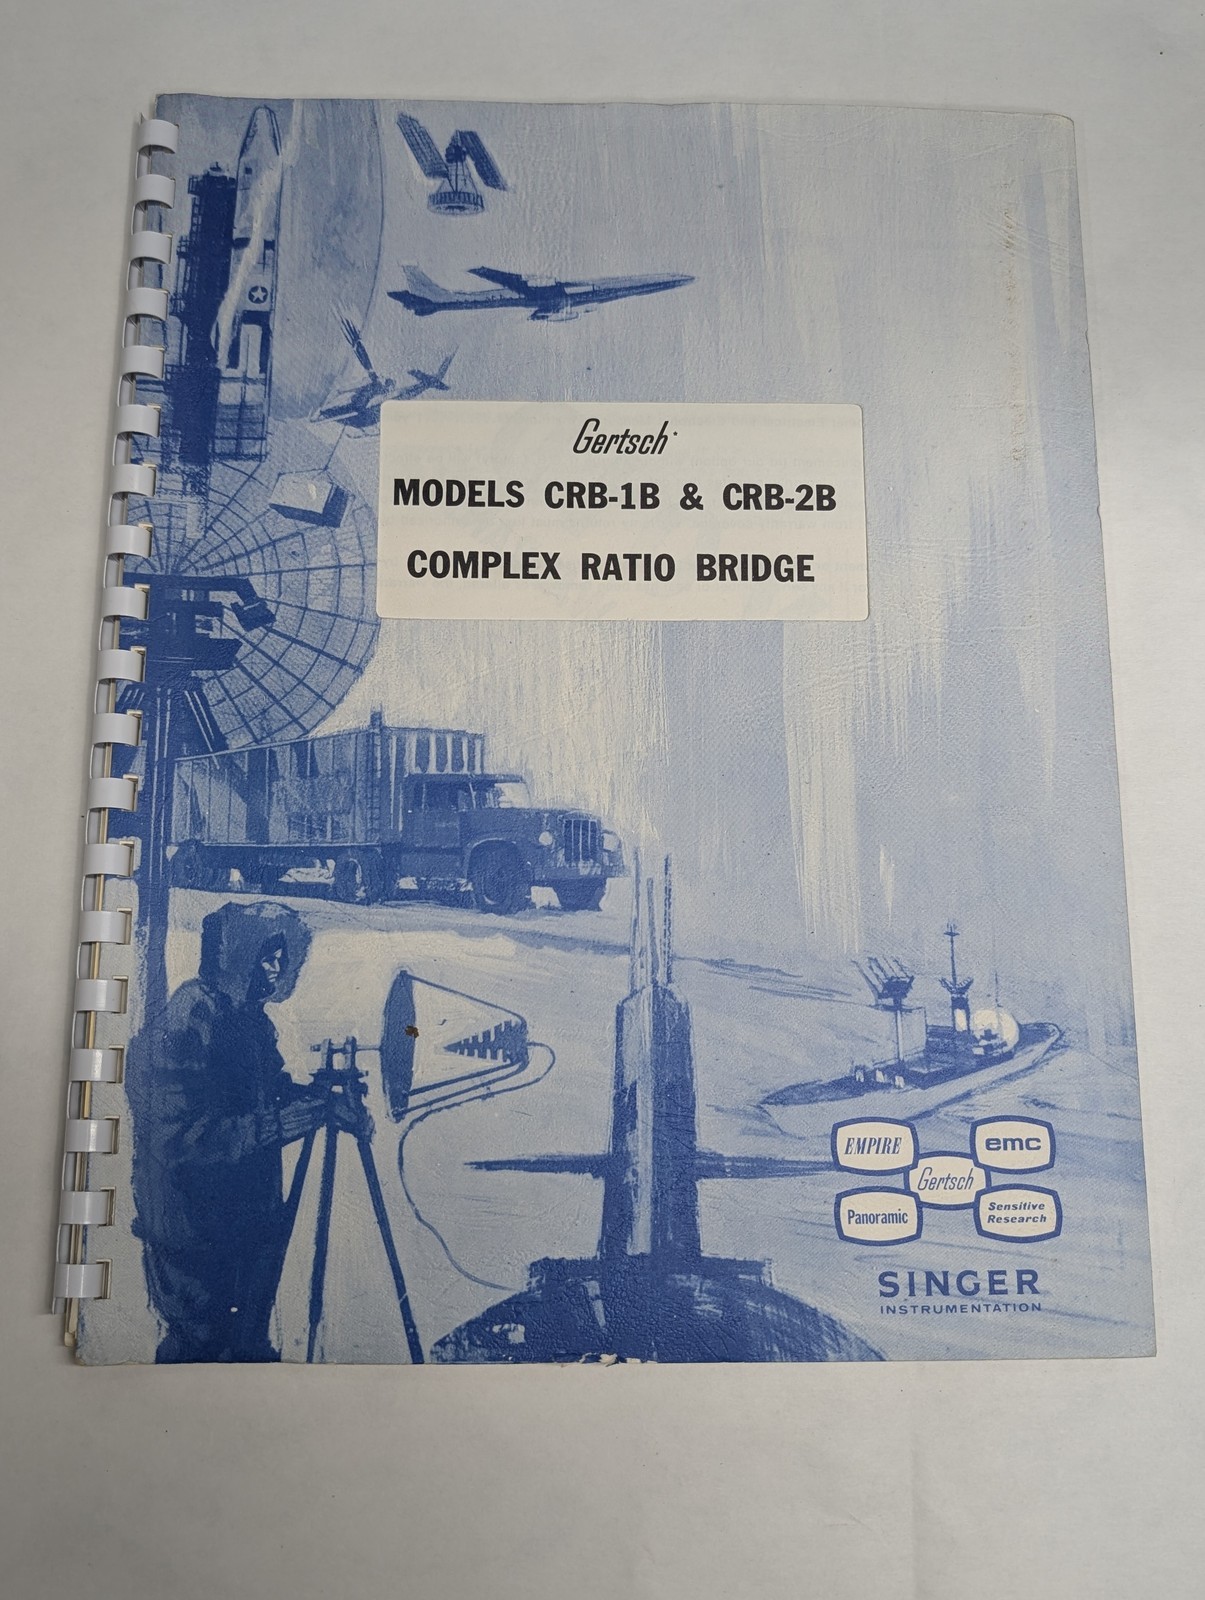 Gertsch*
MODELS CRB-1B & CRB-2B
COMPLEX RATIO BRIDGE
EMPIRE
emc
Gertsch
Panoramic
Sensitive
Research
SINGER
INSTRUMENTATION